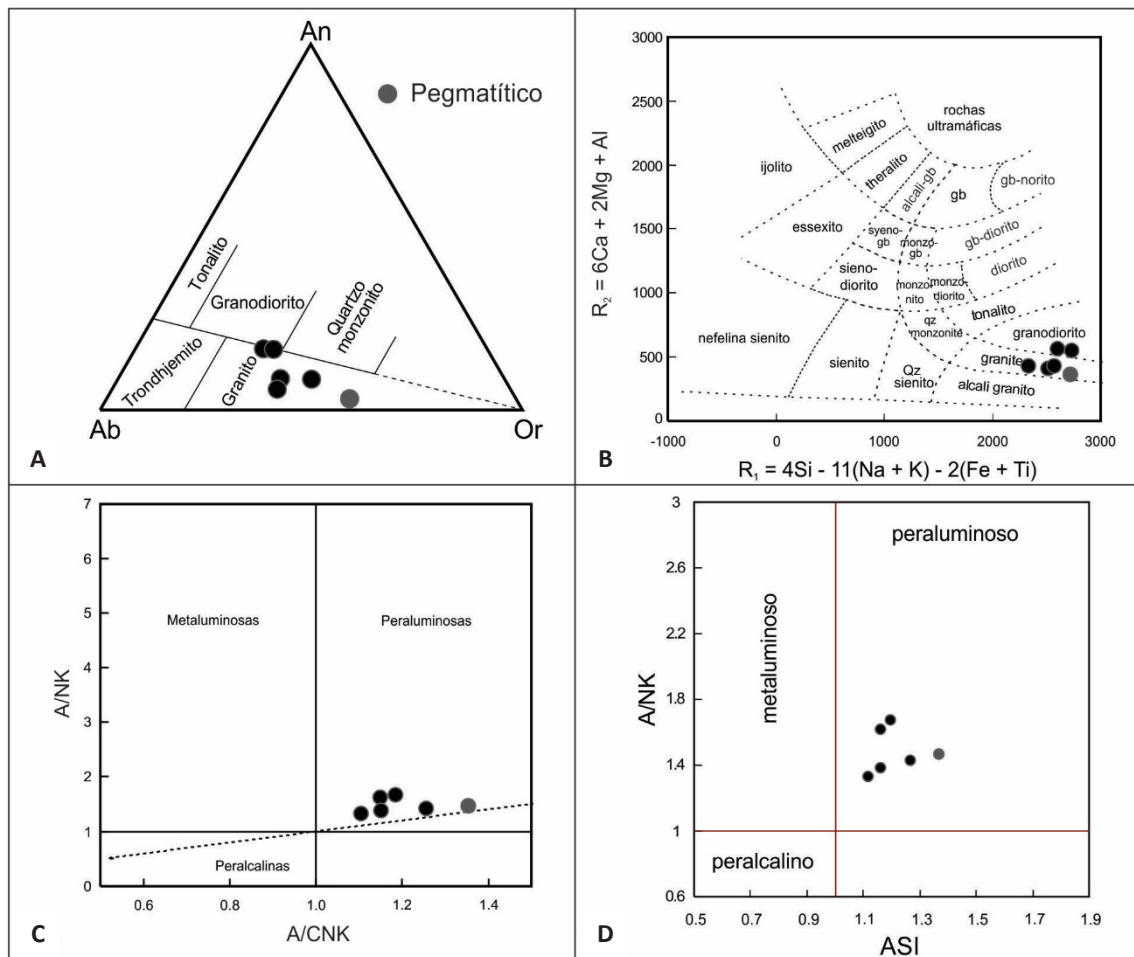 An
Pegmatítico
Tonalito
Granodiorito
Quartzo
monzonito
Trondhjemito
Granito
Ab
Or
A
3000
2500
2000
1500
1000
500
0
R₂ = 6Ca + 2Mg + Al
rochas
ultramáficas
melteigito
ijolito
theralito
alcali-gb
gb
gb-norito
essexito
syeno-
gb
monzo-
gb
gb-diorito
sieno-
diorito
monzo-
nito
monzo-
diorito
diorito
tonalito
nefelina sienito
qz
monzonite
granodiorito
sienito
Qz
sienito
granite
alcali granito
-1000
0
1000
2000
3000
R₁ = 4Si - 11(Na + K) - 2(Fe + Ti)
B
7
6
5
4
3
2
1
0
A/NK
Metaluminosas
Peraluminosas
Peralcalinas
0.6
0.8
1.0
1.2
1.4
A/CNK
C
3
2.6
2.2
1.8
1.4
1
0.6
A/NK
peraluminoso
metaluminoso
peralcalino
0.5
0.7
0.9
1.1
1.3
1.5
1.7
1.9
ASI
D